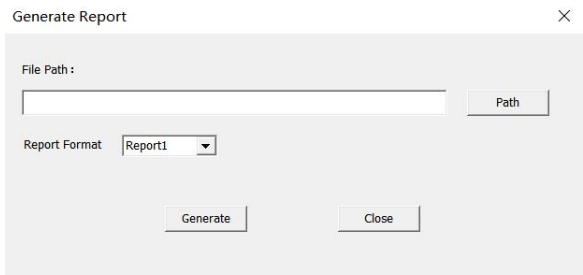 Generate Report
File Path：
Path
Report Format Report1
Generate Close